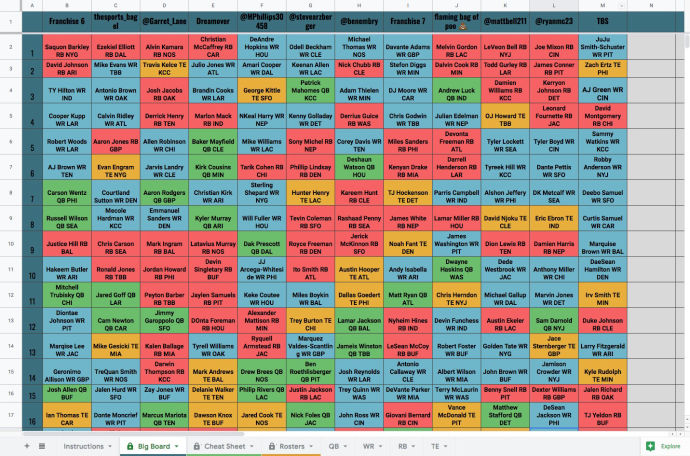 A B C D E F G H I J K L M
1 Franchise 6 thesports_bagel @Garret_Lane Dreamover @MPhillips30458 @stevearzberger @benembry Franchise 7 flaming bag of poo 💩 @mattbell211 @ryannc23 TBS
2 1 Saquon Barkley RB NYG Ezekiel Elliott RB DAL Alvin Kamara RB NOS Christian McCaffrey RB CAR DeAndre Hopkins WR HOU Odell Beckham WR CLE Michael Thomas WR NOS Davante Adams WR GBP Melvin Gordon RB LAC LeVeon Bell RB NYJ Joe Mixon RB CIN JuJu Smith-Schuster WR PIT
3 2 David Johnson RB ARI Mike Evans WR TBB Travis Kelce TE KCC Julio Jones WR ATL Amari Cooper WR DAL Keenan Allen WR LAC Nick Chubb RB CLE Stefon Diggs WR MIN Dalvin Cook RB MIN Todd Gurley RB LAR James Conner RB PIT Zach Ertz TE PHI
4 3 TY Hilton WR IND Antonio Brown WR OAK Josh Jacobs RB OAK Brandin Cooks WR LAR George Kittle TE SFO Patrick Mahomes QB KCC Adam Thielen WR MIN DJ Moore WR CAR Andrew Luck QB IND Damien Williams RB KCC Kerryon Johnson RB DET AJ Green WR CIN
5 4 Cooper Kupp WR LAR Calvin Ridley WR ATL Derrick Henry RB TEN Marlon Mack RB IND NKeal Harry WR NEP Kenny Golladay WR DET Derrius Guice RB WAS Chris Godwin WR TBB Julian Edelman WR NEP OJ Howard TE TBB Leonard Fournette RB JAC David Montgomery RB CHI
6 5 Robert Woods WR LAR Aaron Jones RB GBP Allen Robinson WR CHI Baker Mayfield QB CLE Mike Williams WR LAC Sony Michel RB NEP Corey Davis WR TEN Miles Sanders RB PHI Devonta Freeman RB ATL Tyler Lockett WR SEA Tyler Boyd WR CIN Sammy Watkins WR KCC
7 6 AJ Brown WR TEN Evan Engram TE NYG Jarvis Landry WR CLE Kirk Cousins QB MIN Tarik Cohen RB CHI Phillip Lindsay RB DEN Deshaun Watson QB HOU Kenyan Drake RB MIA Darrell Henderson RB LAR Tyreek Hill WR KCC Dante Pettis WR SFO Robby Anderson WR NYJ
8 7 Carson Wentz QB PHI Courtland Sutton WR DEN Aaron Rodgers QB GBP Christian Kirk WR ARI Sterling Shepard WR NYG Hunter Henry TE LAC Kareem Hunt RB CLE TJ Hockenson TE DET Parris Campbell WR IND Alshon Jeffery WR PHI DK Metcalf WR SEA Deebo Samuel WR SFO
9 8 Russell Wilson QB SEA Mecole Hardman WR KCC Emmanuel Sanders WR DEN Kyler Murray QB ARI Will Fuller WR HOU Tevin Coleman RB SFO Rashaad Penny RB SEA James White RB NEP Lamar Miller RB HOU David Njoku TE CLE Eric Ebron TE IND Curtis Samuel WR CAR
10 9 Justice Hill RB BAL Chris Carson RB SEA Mark Ingram RB BAL Latavius Murray RB NOS Dak Prescott QB DAL Royce Freeman RB DEN Jerick McKinnon RB SFO Noah Fant TE DEN James Washington WR PIT Dion Lewis RB TEN Damien Harris RB NEP Marquise Brown WR BAL
11 10 Hakeem Butler WR ARI Ronald Jones RB TBB Jordan Howard RB PHI Devin Singletary RB BUF JJ Arcega-Whiteside WR PHI Ito Smith RB ATL Austin Hooper TE ATL Andy Isabella WR ARI Dwayne Haskins QB WAS Dede Westbrook WR JAC Anthony Miller WR CHI DaeSean Hamilton WR DEN
12 11 Mitchell Trubisky QB CHI Jared Goff QB LAR Peyton Barber RB TBB Jaylen Samuels RB PIT Keke Coutee WR HOU Miles Boykin WR BAL Dallas Goedert TE PHI Matt Ryan QB ATL Chris Herndon TE NYJ Michael Gallup WR DAL Marvin Jones WR DET Irv Smith TE MIN
13 12 Diontae Johnson WR PIT Cam Newton QB CAR Jimmy Garoppolo QB SFO DOnta Foreman RB HOU Alexander Mattison RB MIN Trey Burton TE CHI Lamar Jackson QB BAL Nyheim Hines RB IND Devin Funchess WR IND Austin Ekeler RB LAC Sam Darnold QB NYJ Duke Johnson RB CLE
14 13 Marqise Lee WR JAC Mike Gesicki TE MIA Kalen Ballage RB MIA Tyrell Williams WR OAK Ryquell Armstead RB JAC Marquez Valdes-Scantling WR GBP Jameis Winston QB TBB LeSean McCoy RB BUF Robert Foster WR BUF Golden Tate WR NYG Jace Sternberger TE GBP Larry Fitzgerald WR ARI
15 14 Geronimo Allison WR GBP TreQuan Smith WR NOS Darwin Thompson RB KCC Mark Andrews TE BAL Drew Brees QB NOS Ben Roethlisberger QB PIT Josh Reynolds WR LAR Antonio Callaway WR CLE Albert Wilson WR MIA John Brown WR BUF Jamison Crowder WR NYJ Kyle Rudolph TE MIN
16 15 Josh Allen QB BUF Jalen Hurd WR SFO Zay Jones WR BUF Delanie Walker TE TEN Philip Rivers QB LAC Justin Jackson RB LAC Trey Quinn WR WAS DeVante Parker WR MIA Terry McLaurin WR WAS Benny Snell RB PIT Dexter Williams RB GBP Jalen Richard RB OAK
17 16 Ian Thomas TE CAR Donte Moncrief WR PIT Marcus Mariota QB TEN Dawson Knox TE BUF Jared Cook TE NOS Nick Foles QB JAC John Ross WR CIN Giovani Bernard RB CIN Vance McDonald TE PIT Matthew Stafford QB DET DeSean Jackson WR PHI TJ Yeldon RB BUF
Instructions Big Board Cheat Sheet Rosters QB WR RB TE Explore